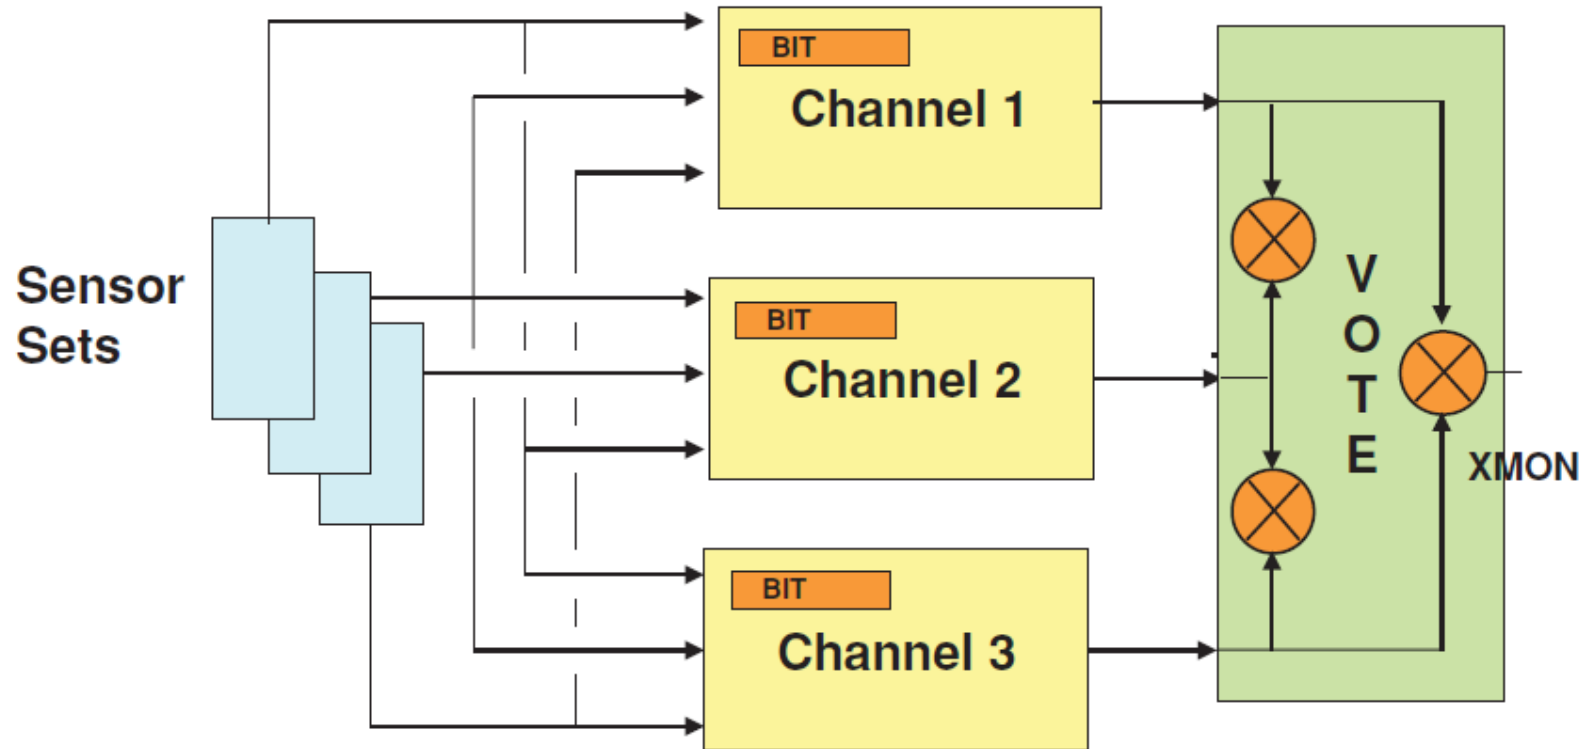 BIT
Channel 1
Sensor
Sets
BIT
Channel 2
BIT
Channel 3
V
O
T
E
XMON